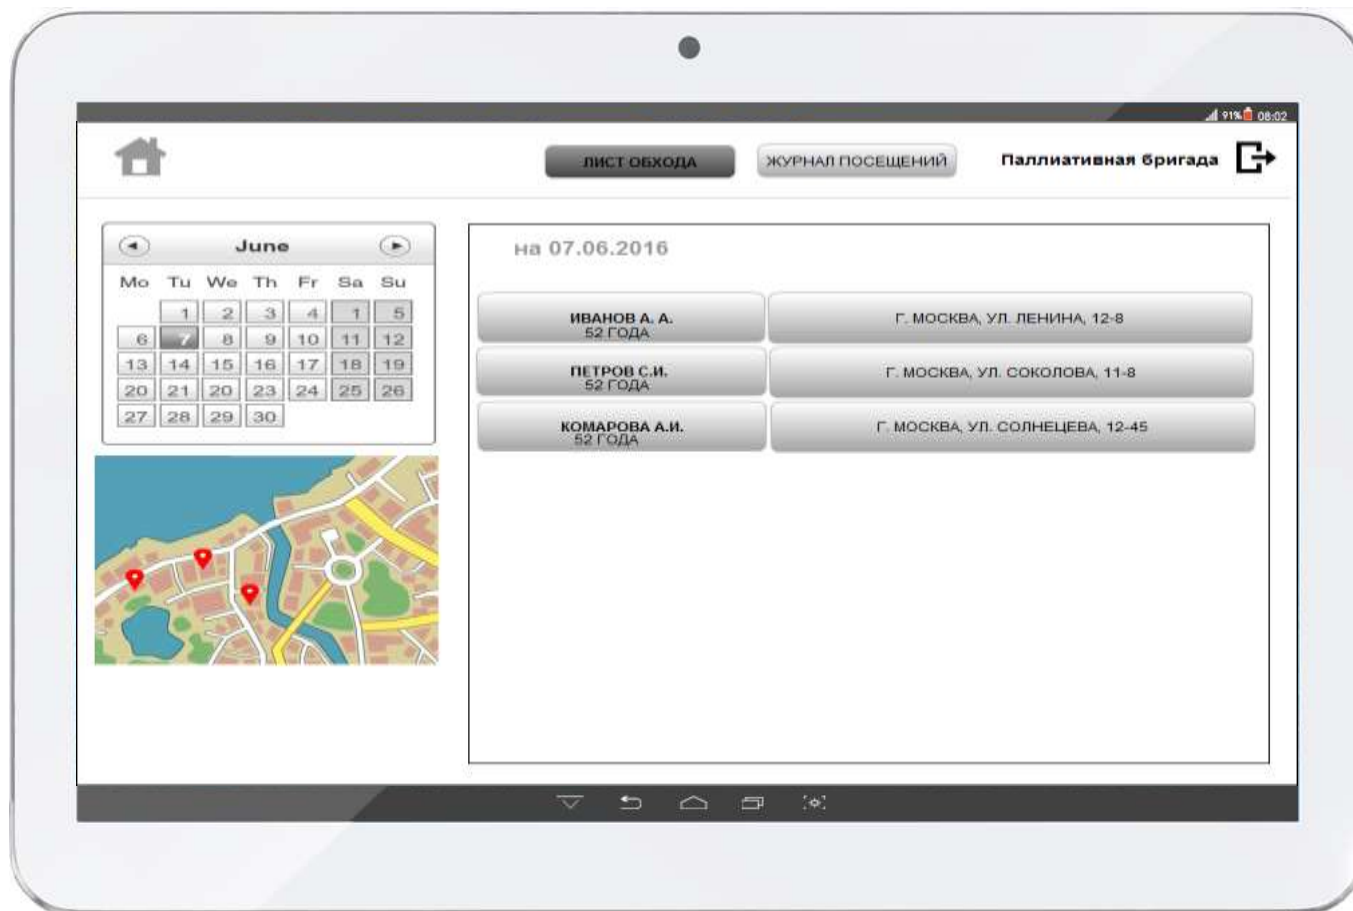 91% 08:02
ЛИСТ ОБХОДА ЖУРНАЛ ПОСЕЩЕНИЙ Паллиативная бригада
June
Mo Tu We Th Fr Sa Su
1 2 3 4 1 5
6 7 8 9 10 11 12
13 14 15 16 17 18 19
20 21 20 23 24 25 26
27 28 29 30
на 07.06.2016
ИВАНОВ А. А.
52 ГОДА
Г. МОСКВА, УЛ. ЛЕНИНА, 12-8
ПЕТРОВ С.И.
52 ГОДА
Г. МОСКВА, УЛ. СОКОЛОВА, 11-8
КОМАРОВА А.И.
52 ГОДА
Г. МОСКВА, УЛ. СОЛНЕЦЕВА, 12-45